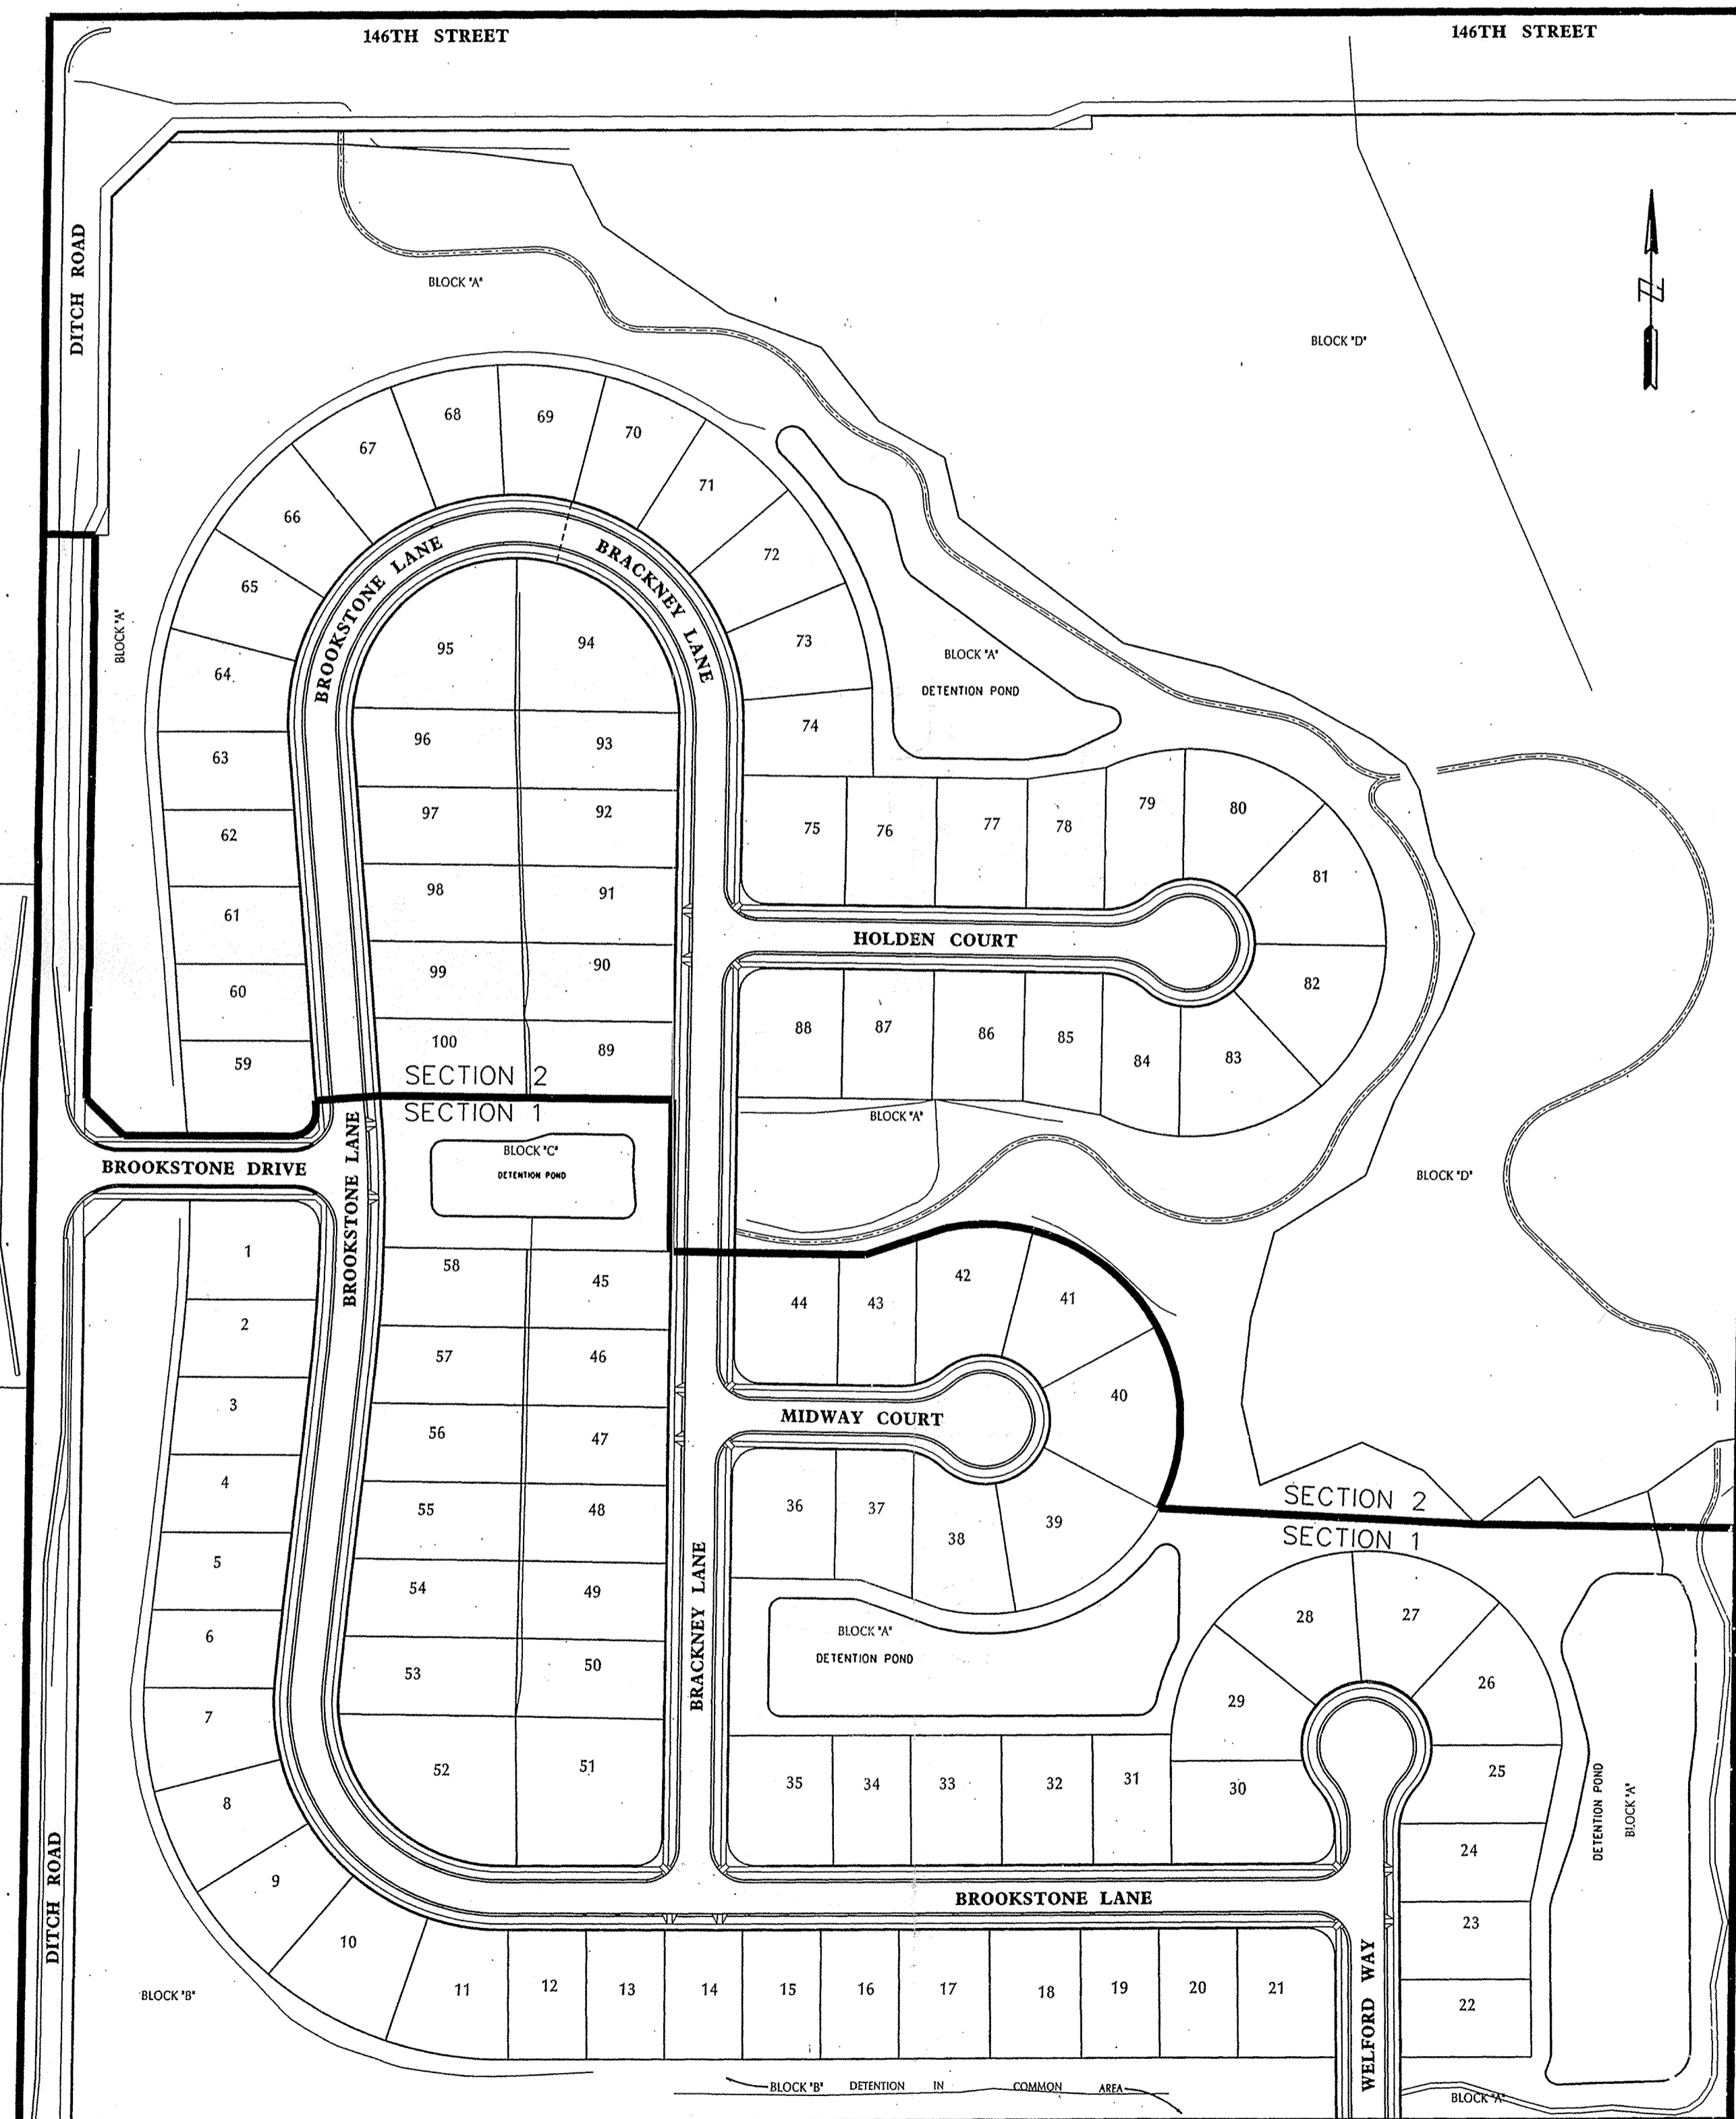 146TH STREET
146TH STREET
DITCH ROAD
N
BLOCK "A"
BLOCK "D"
68
69
70
67
71
66
72
65
BROOKSTONE LANE
BRACKNEY LANE
BLOCK "A"
64
95
94
73
BLOCK "A"
DETENTION POND
63
96
93
74
62
97
92
75
76
77
78
79
80
61
98
91
81
HOLDEN COURT
60
99
90
82
59
100
89
88
87
86
85
84
83
SECTION 2
SECTION 1
BLOCK "A"
BROOKSTONE DRIVE
BROOKSTONE LANE
BLOCK "C"
DETENTION POND
BLOCK "D"
1
58
45
44
43
42
41
2
57
46
40
3
56
47
MIDWAY COURT
4
55
48
36
37
38
39
SECTION 2
SECTION 1
5
54
49
BRACKNEY LANE
6
53
50
BLOCK "A"
DETENTION POND
28
27
29
26
7
52
51
35
34
33
32
31
30
25
DETENTION POND
BLOCK "A"
8
24
DITCH ROAD
9
BROOKSTONE LANE
23
10
WELFORD WAY
BLOCK "B"
11
12
13
14
15
16
17
18
19
20
21
22
BLOCK "B" DETENTION IN COMMON AREA
BLOCK "A"